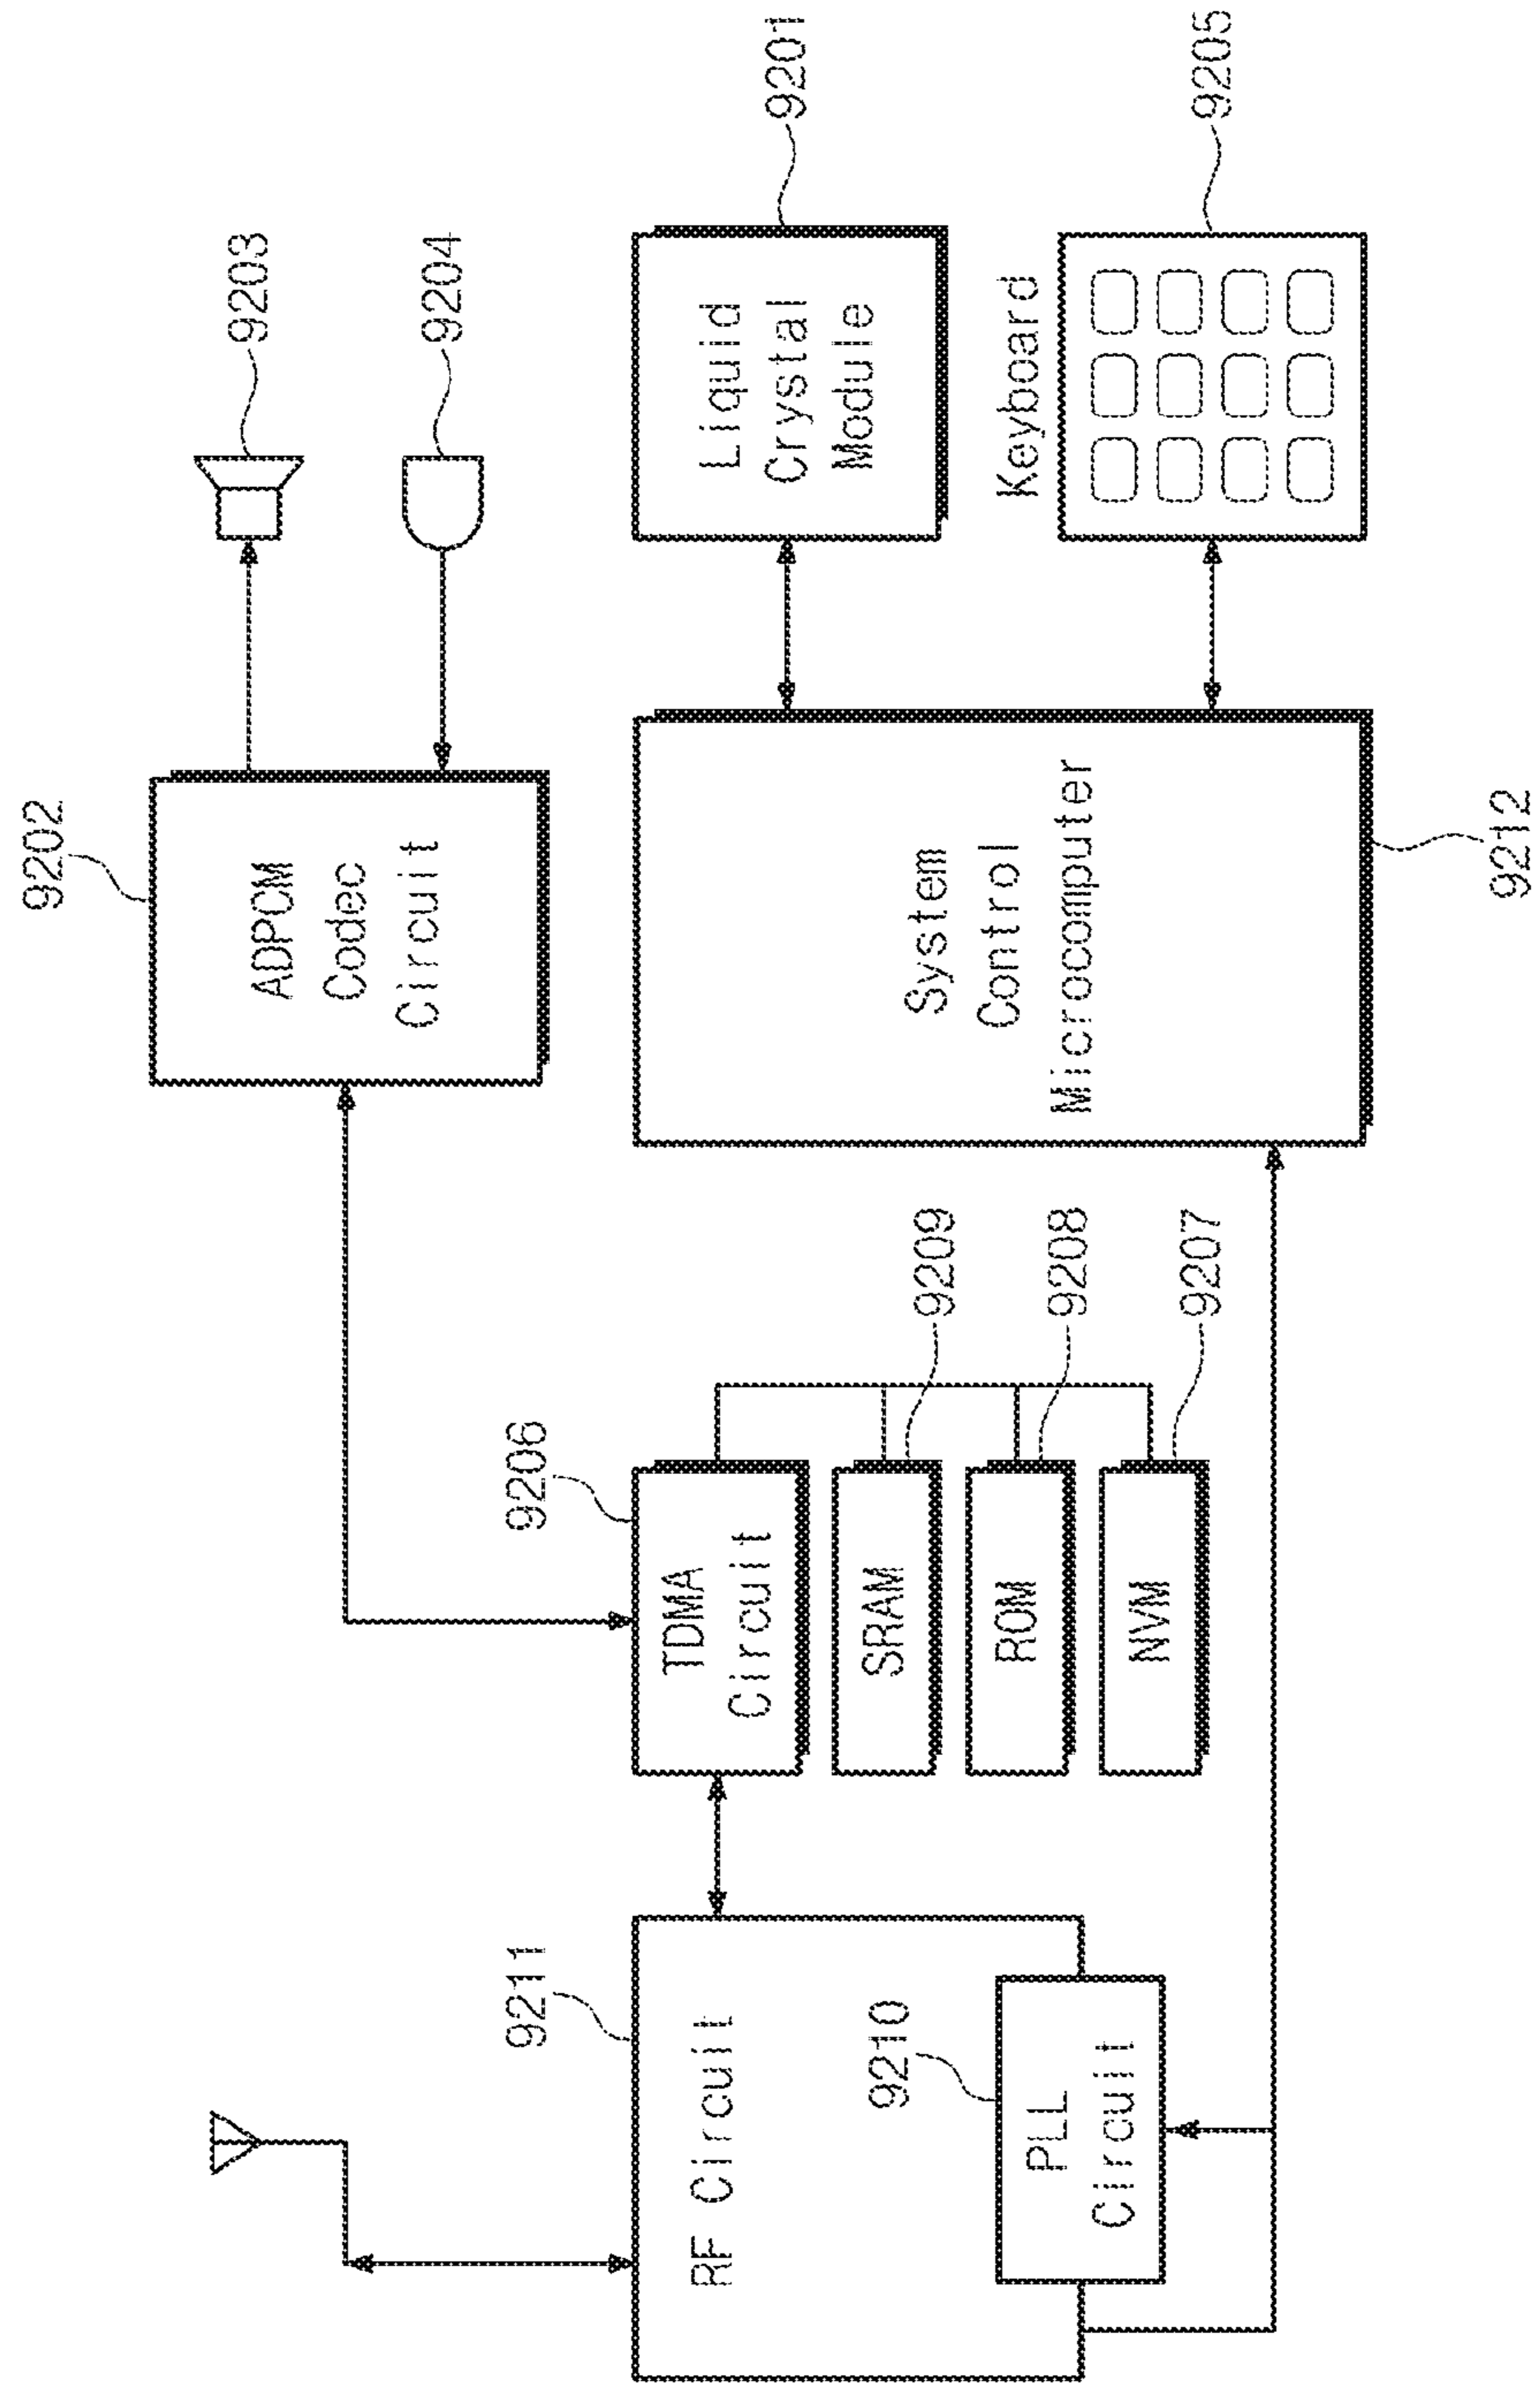 9202
ADPCM
Codec
Circuit
9203
9204
9211
RF Circuit
9210
PLL
Circuit
9206
TDMA
Circuit
SRAM
9209
ROM
9208
NVM
9207
System
Control
Microcomputer
9212
Liquid
Crystal
Module
9201
Keyboard
9205